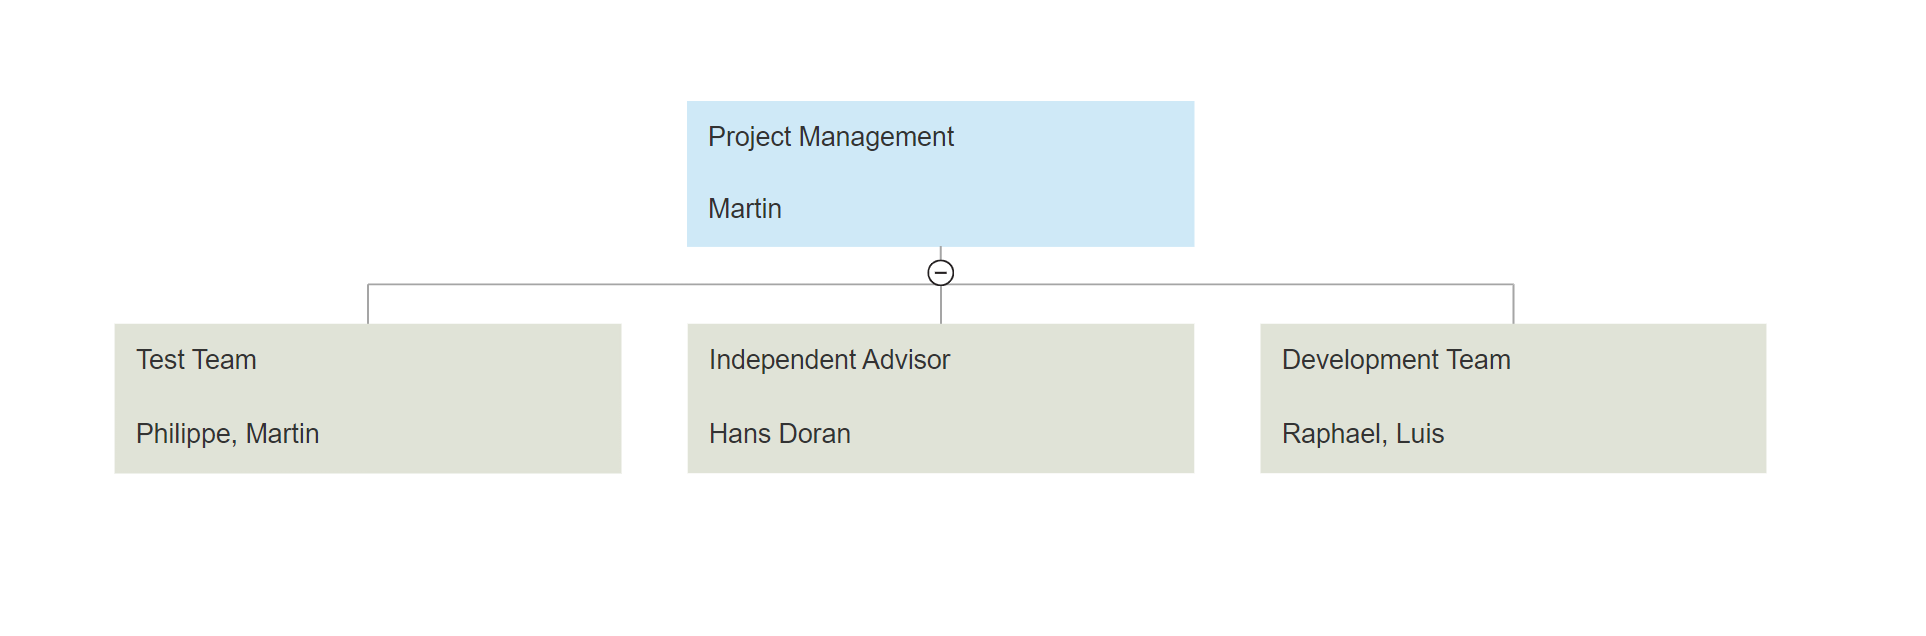 Project Management
Martin
Test Team
Philippe, Martin
Independent Advisor
Hans Doran
Development Team
Raphael, Luis